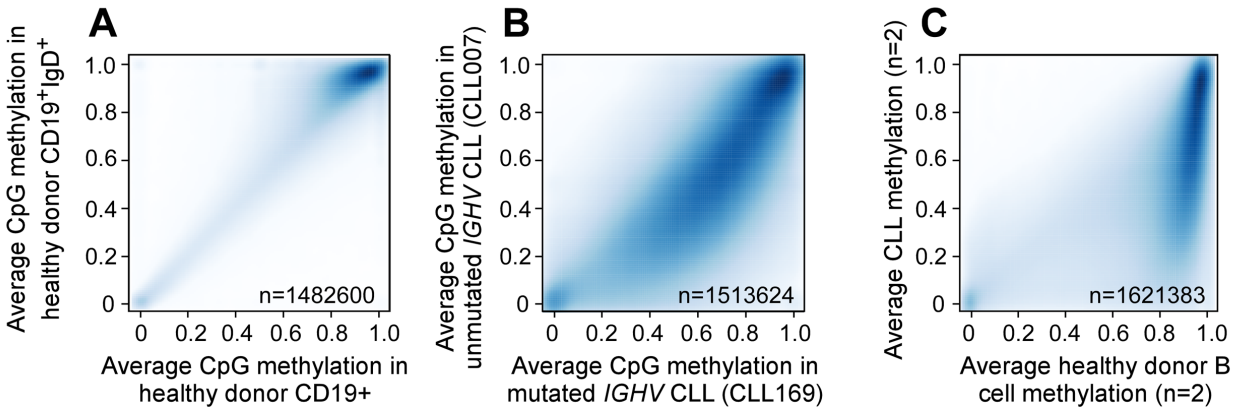 A
Average CpG methylation in
healthy donor CD19+IgD+
1.0
0.8
0.6
0.4
0.2
0
n=1482600
0 0.2 0.4 0.6 0.8 1.0
Average CpG methylation in
healthy donor CD19+
B
Average CpG methylation in
unmutated IGHV CLL (CLL007)
1.0
0.8
0.6
0.4
0.2
0
n=1513624
0 0.2 0.4 0.6 0.8 1.0
Average CpG methylation in
mutated IGHV CLL (CLL169)
C
Average CLL methylation (n=2)
1.0
0.8
0.6
0.4
0.2
0
n=1621383
0 0.2 0.4 0.6 0.8 1.0
Average healthy donor B
cell methylation (n=2)